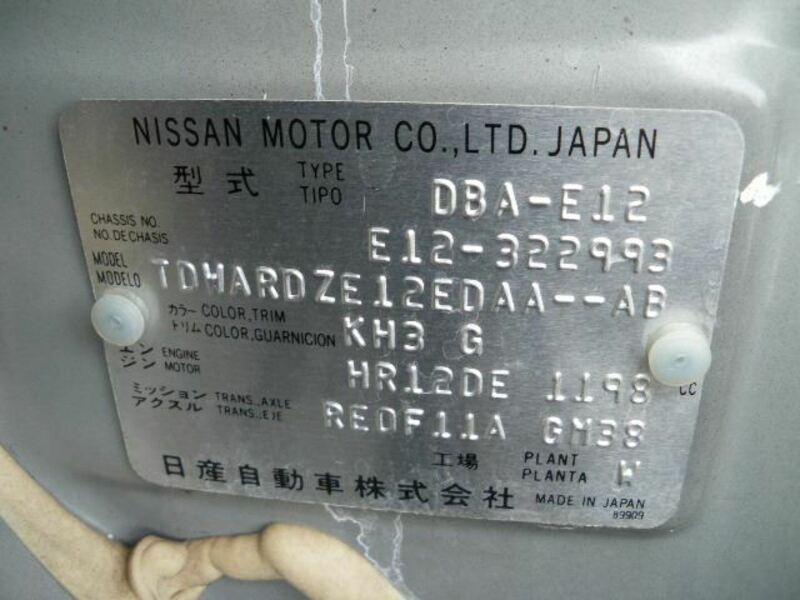 NISSAN MOTOR CO.,LTD. JAPAN
型式 TYPE TIPO DBA-E12
CHASSIS NO. NO.DECHASIS E12-322993
MODEL MODELO TDWARDZE12EDAA--AB
カラー COLOR,TRIM
トリム COLOR,GUARNICION KH3 G
エンジン ENGINE MOTOR HR12DE 1198 CC
ミッション TRANS.,AXLE
アクスル TRANS.,EJE RE0F11A GM38
工場 PLANT PLANTA W
日産自動車株式会社 MADE IN JAPAN
89909